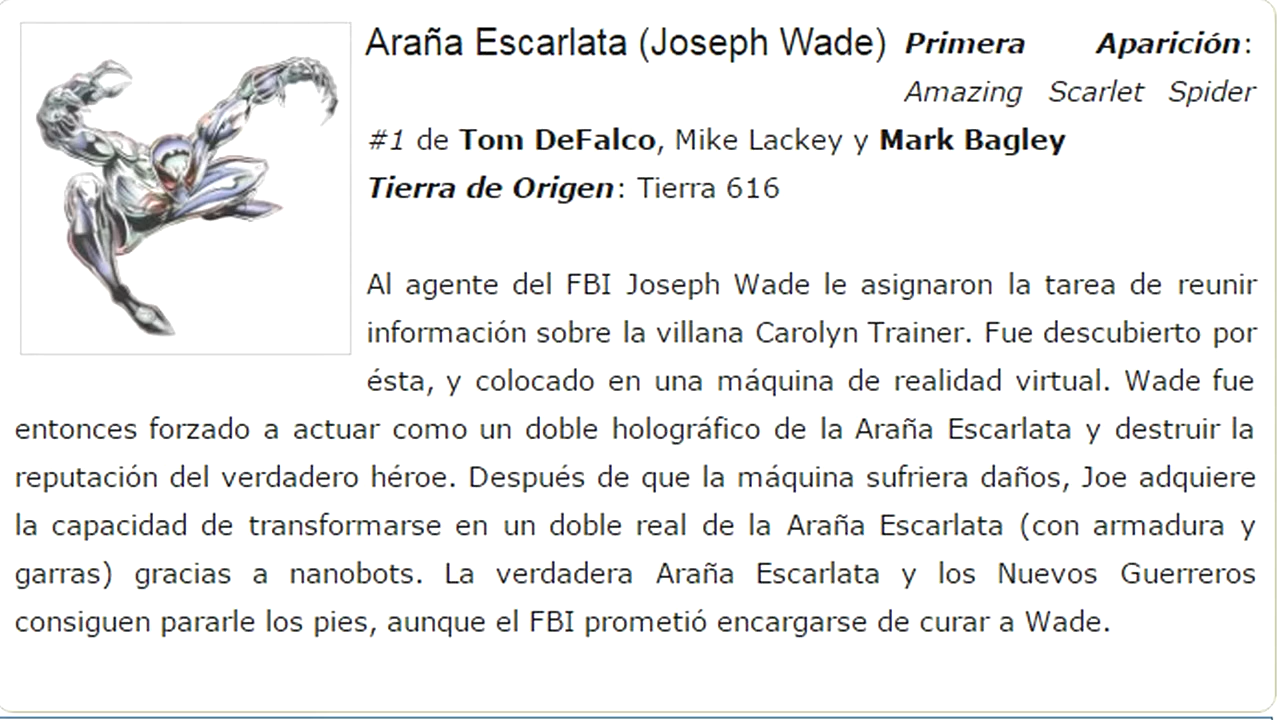 Araña Escarlata (Joseph Wade) Primera Aparición:
Amazing Scarlet Spider
#1 de Tom DeFalco, Mike Lackey y Mark Bagley
Tierra de Origen: Tierra 616
Al agente del FBI Joseph Wade le asignaron la tarea de reunir
información sobre la villana Carolyn Trainer. Fue descubierto por
ésta, y colocado en una máquina de realidad virtual. Wade fue
entonces forzado a actuar como un doble holográfico de la Araña Escarlata y destruir la
reputación del verdadero héroe. Después de que la máquina sufriera daños, Joe adquiere
la capacidad de transformarse en un doble real de la Araña Escarlata (con armadura y
garras) gracias a nanobots. La verdadera Araña Escarlata y los Nuevos Guerreros
consiguen pararle los pies, aunque el FBI prometió encargarse de curar a Wade.